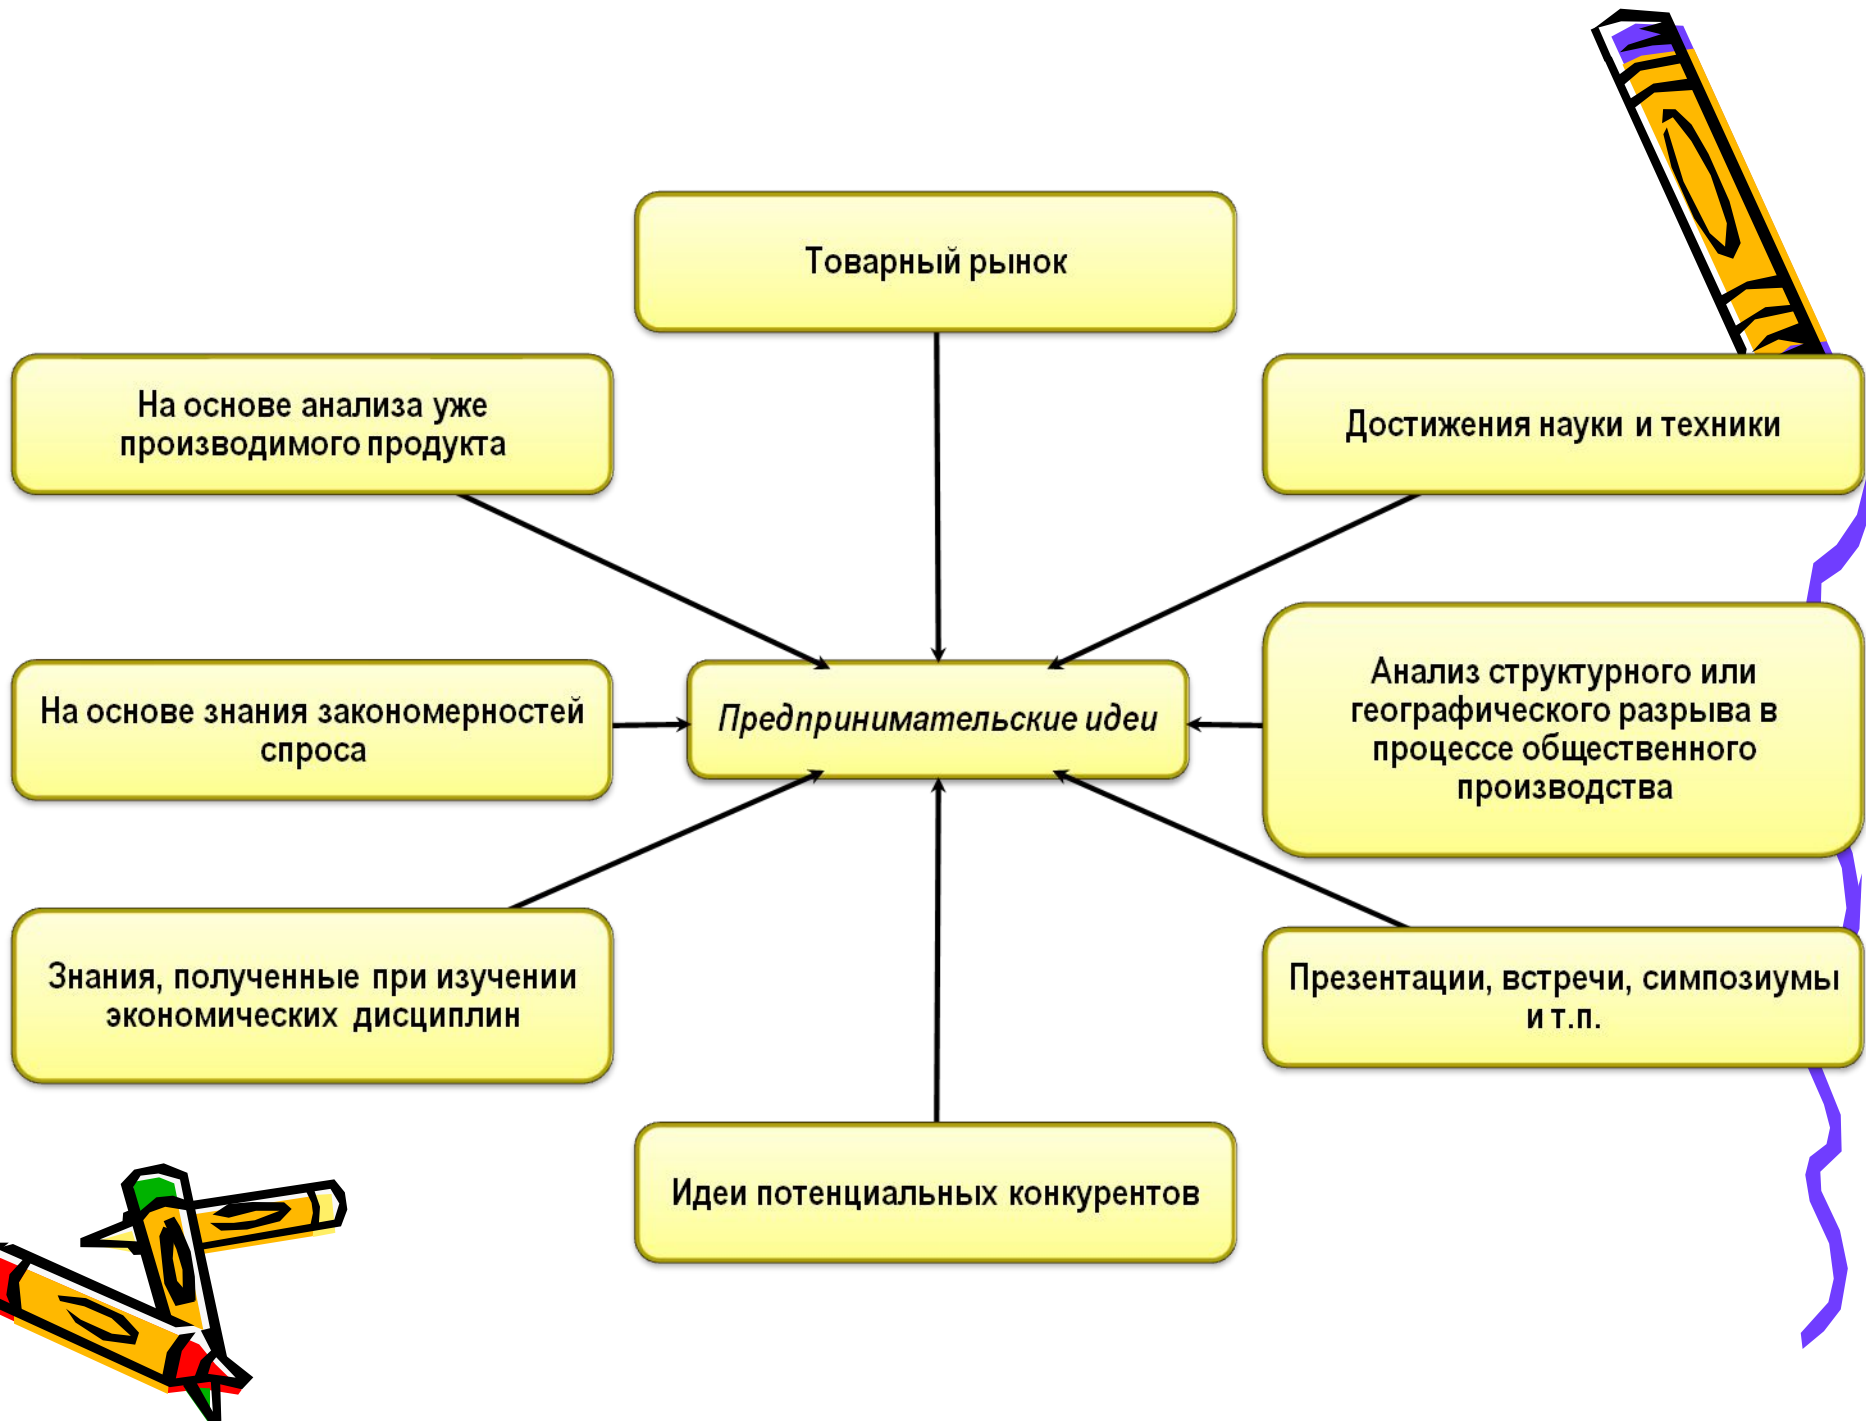 Товарный рынок
На основе анализа уже
производимого продукта
Достижения науки и техники
На основе знания закономерностей
спроса
Предпринимательские идеи
Анализ структурного или
географического разрыва в
процессе общественного
производства
Знания, полученные при изучении
экономических дисциплин
Презентации, встречи, симпозиумы
и т.п.
Идеи потенциальных конкурентов